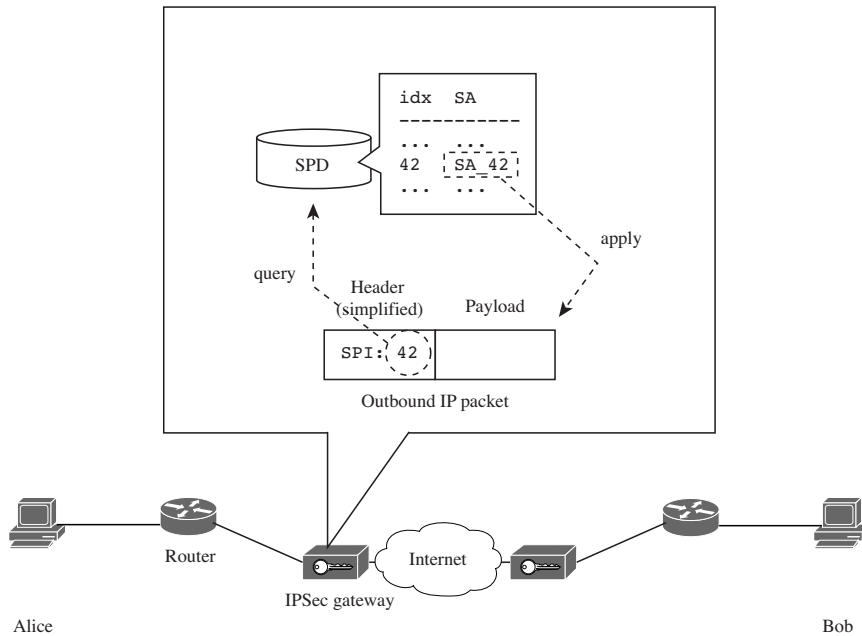 idx SA
-----------
... ...
SPD
42 SA_42
... ...
apply
query
Header
(simplified)
Payload
SPI: 42
Outbound IP packet
Internet
Router
IPSec gateway
Alice
Bob